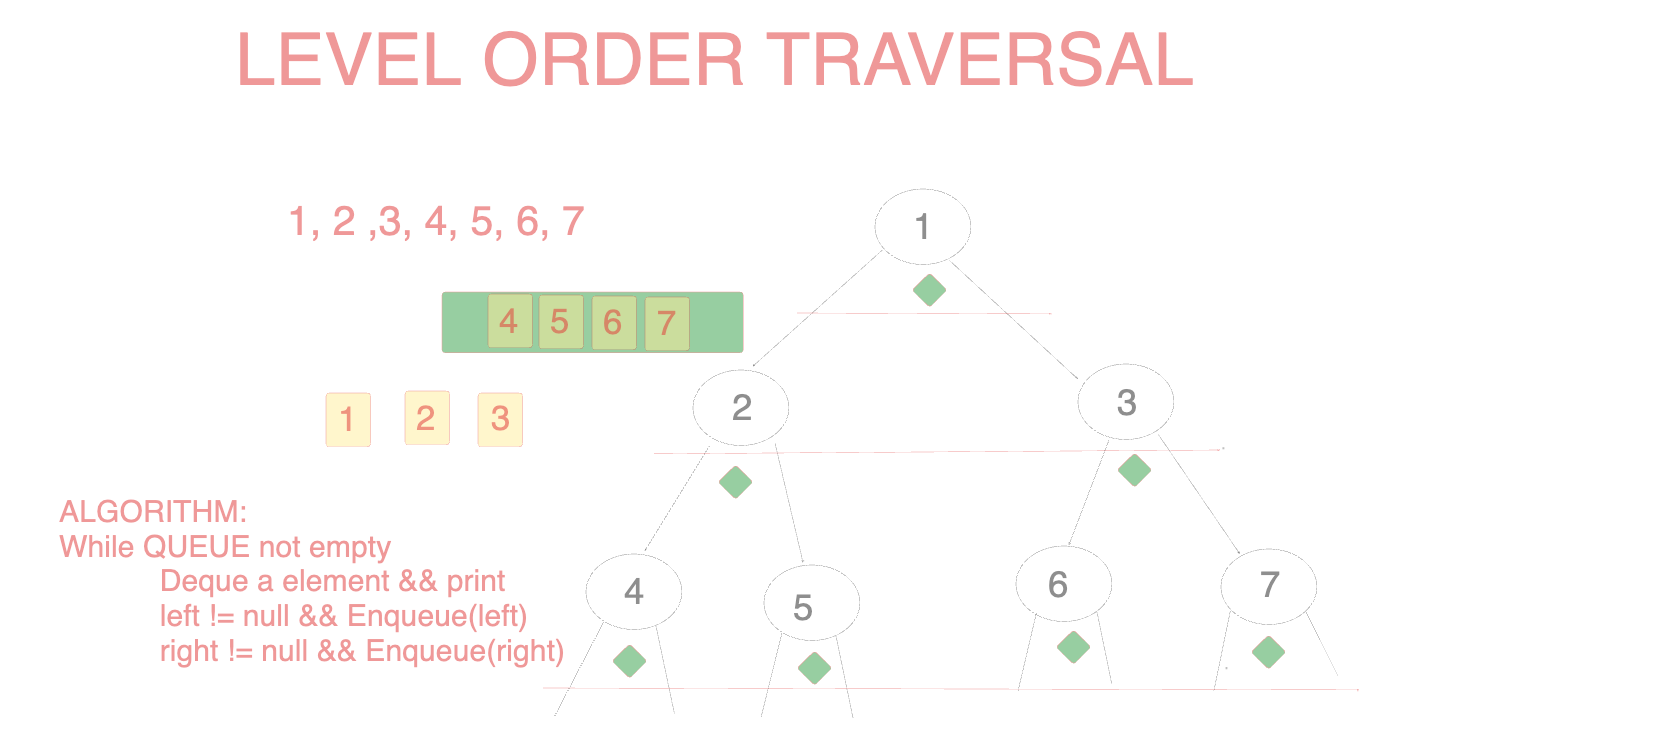 LEVEL ORDER TRAVERSAL
1, 2 ,3, 4, 5, 6, 7
1
4 5 6 7
2
3
1 2 3
ALGORITHM:
While QUEUE not empty
Deque a element && print
left != null && Enqueue(left)
right != null && Enqueue(right)
4
5
6
7